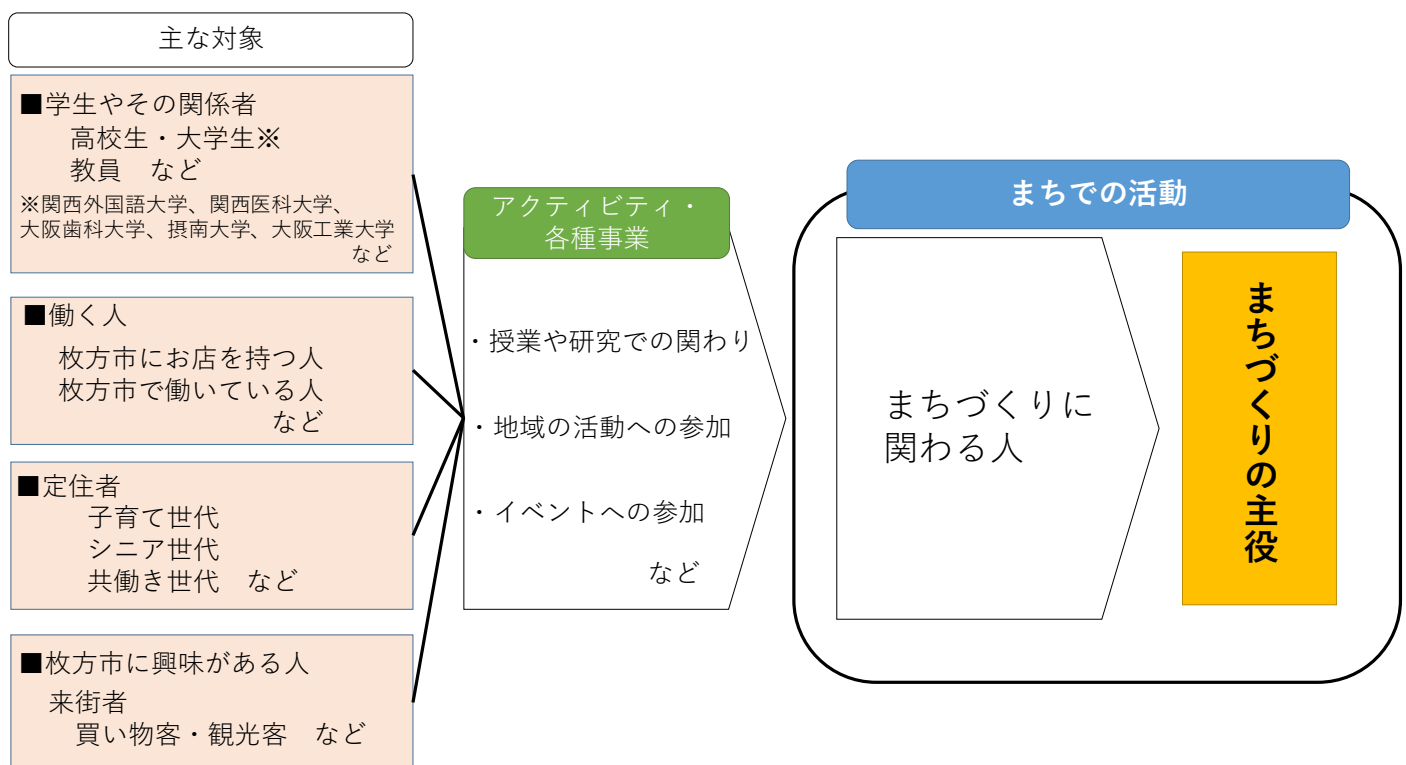 主な対象
■学生やその関係者
高校生・大学生※
教員　など
※関西外国語大学、関西医科大学、
大阪歯科大学、摂南大学、大阪工業大学
など
■働く人
枚方市にお店を持つ人
枚方市で働いている人
など
■定住者
子育て世代
シニア世代
共働き世代　など
■枚方市に興味がある人
来街者
買い物客・観光客　など
アクティビティ・
各種事業
・授業や研究での関わり
・地域の活動への参加
・イベントへの参加
など
まちでの活動
まちづくりに
関わる人
まちづくりの主役